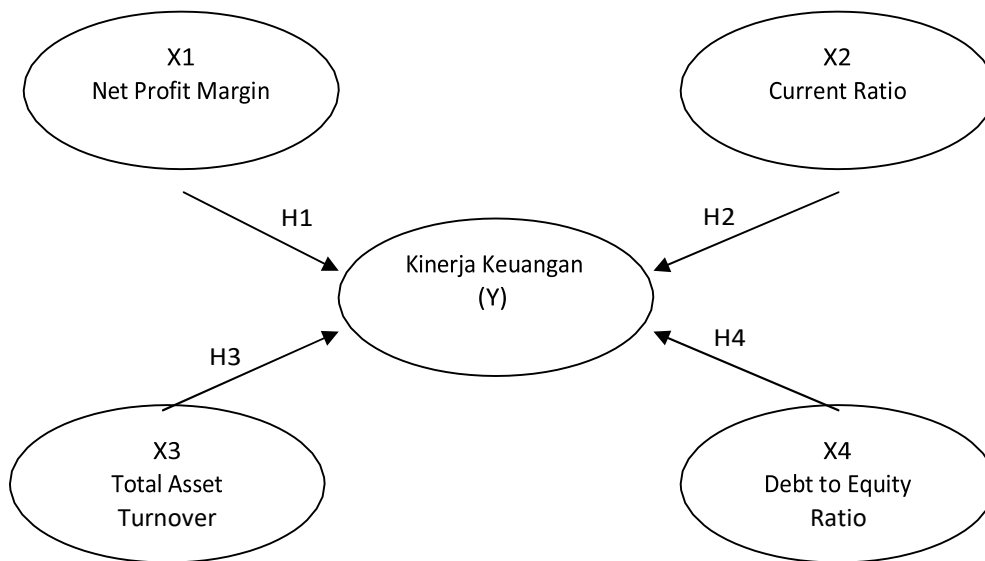 X1
Net Profit Margin
X2
Current Ratio
H1
H2
Kinerja Keuangan
(Y)
H3
H4
X3
Total Asset
Turnover
X4
Debt to Equity
Ratio